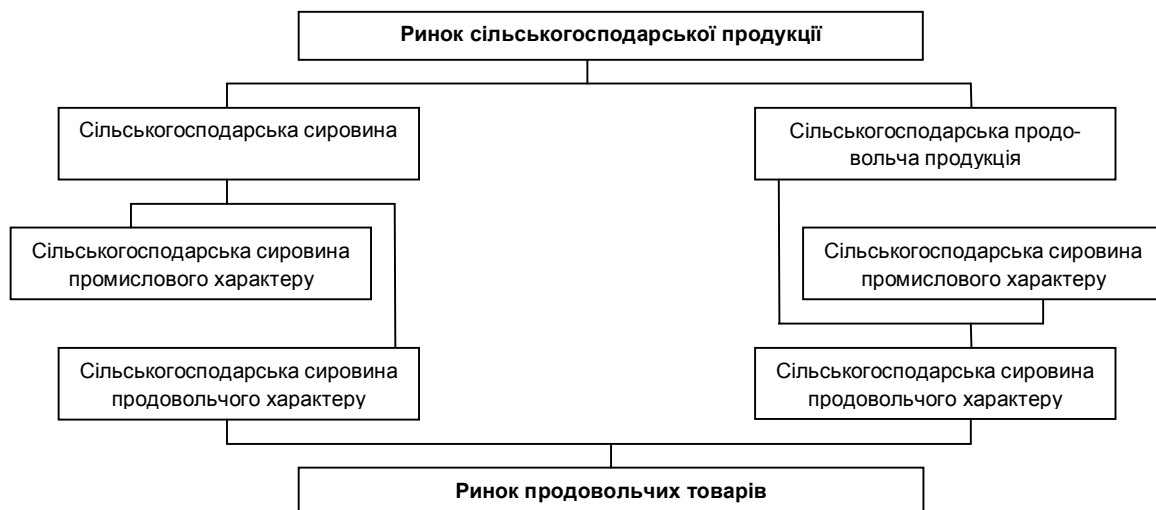 Ринок сільськогосподарської продукції
Сільськогосподарська сировина
Сільськогосподарська продо-
вольча продукція
Сільськогосподарська сировина
промислового характеру
Сільськогосподарська сировина
промислового характеру
Сільськогосподарська сировина
продовольчого характеру
Сільськогосподарська сировина
продовольчого характеру
Ринок продовольчих товарів